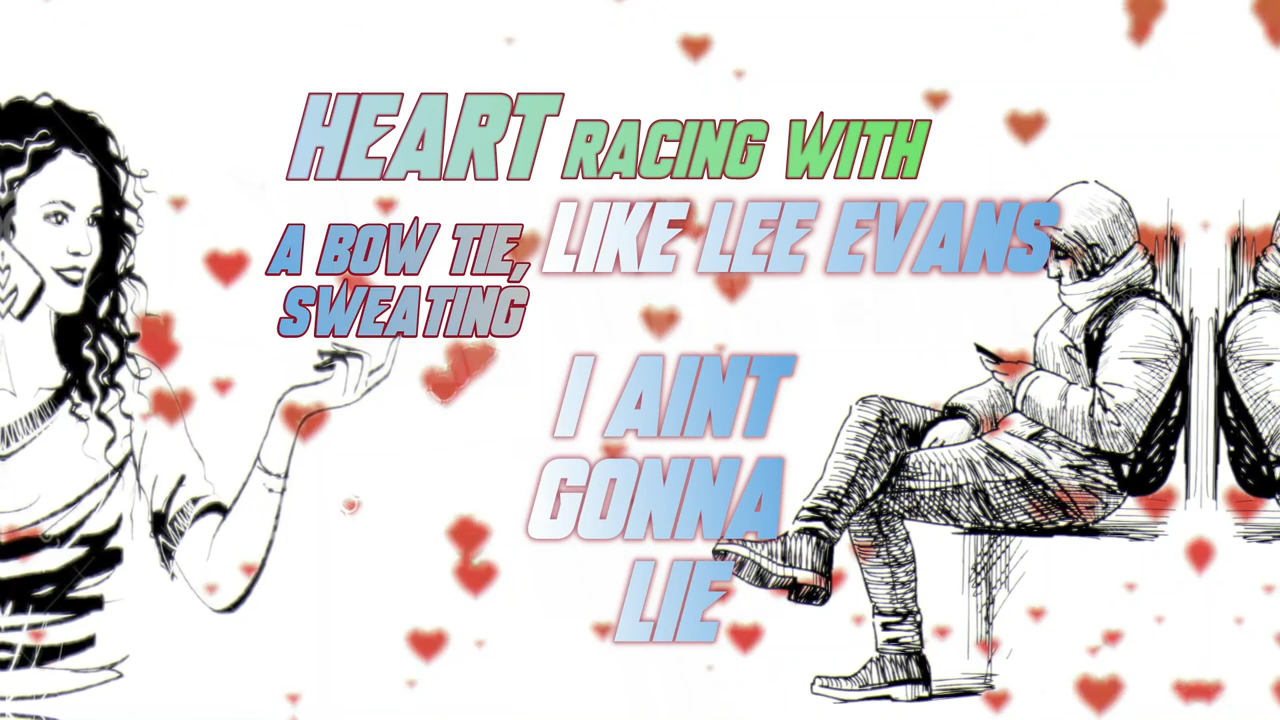 HEART RACING WITH
A BOW TIE,
SWEATING
LIKE LEE EVANS
I AINT
GONNA
LIE